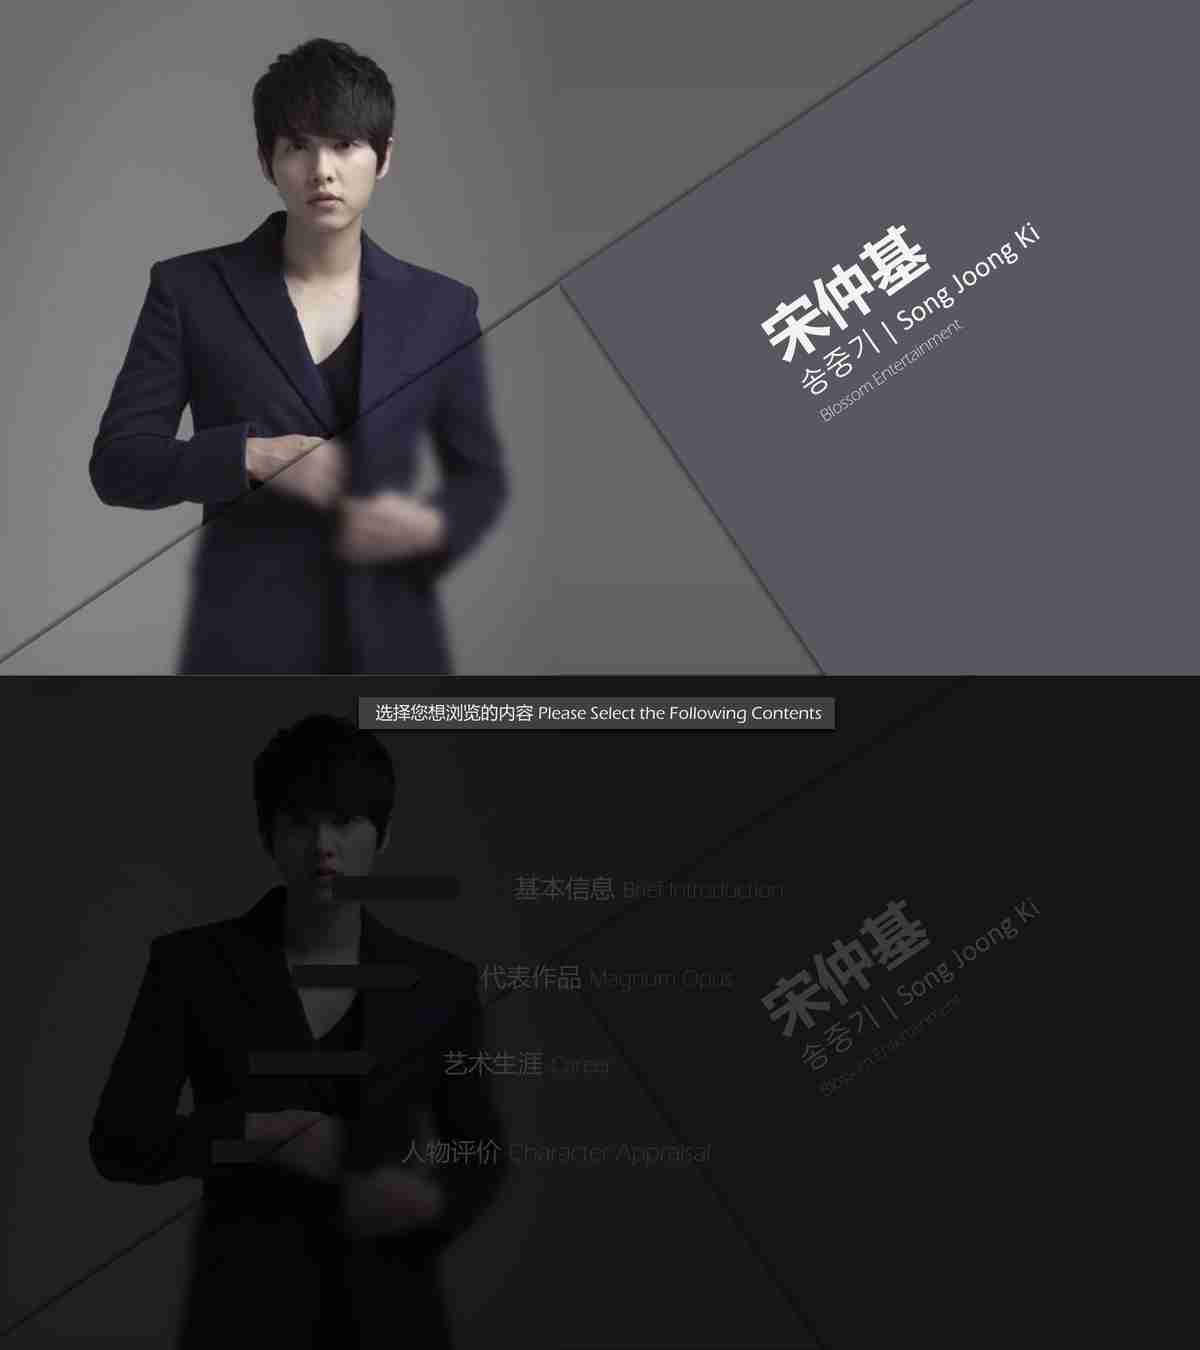 宋仲基
송중기 | Song Joong Ki
Blossom Entertainment
选择您想浏览的内容 Please Select the Following Contents
基本信息 Brief Introduction
代表作品 Magnum Opus
艺术生涯 Career
人物评价 Character Appraisal
宋仲基
송중기 | Song Joong Ki
Blossom Entertainment